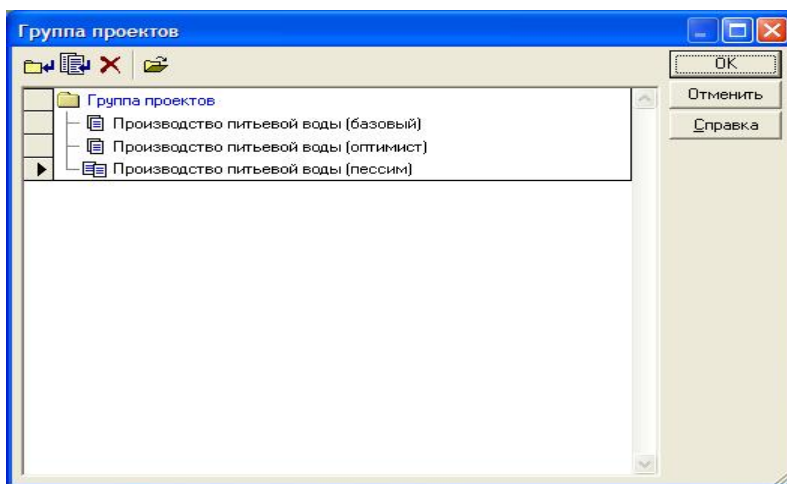 Группа проектов
OK
Отменить
Справка
Группа проектов
Производство питьевой воды (базовый)
Производство питьевой воды (оптимист)
Производство питьевой воды (пессим)